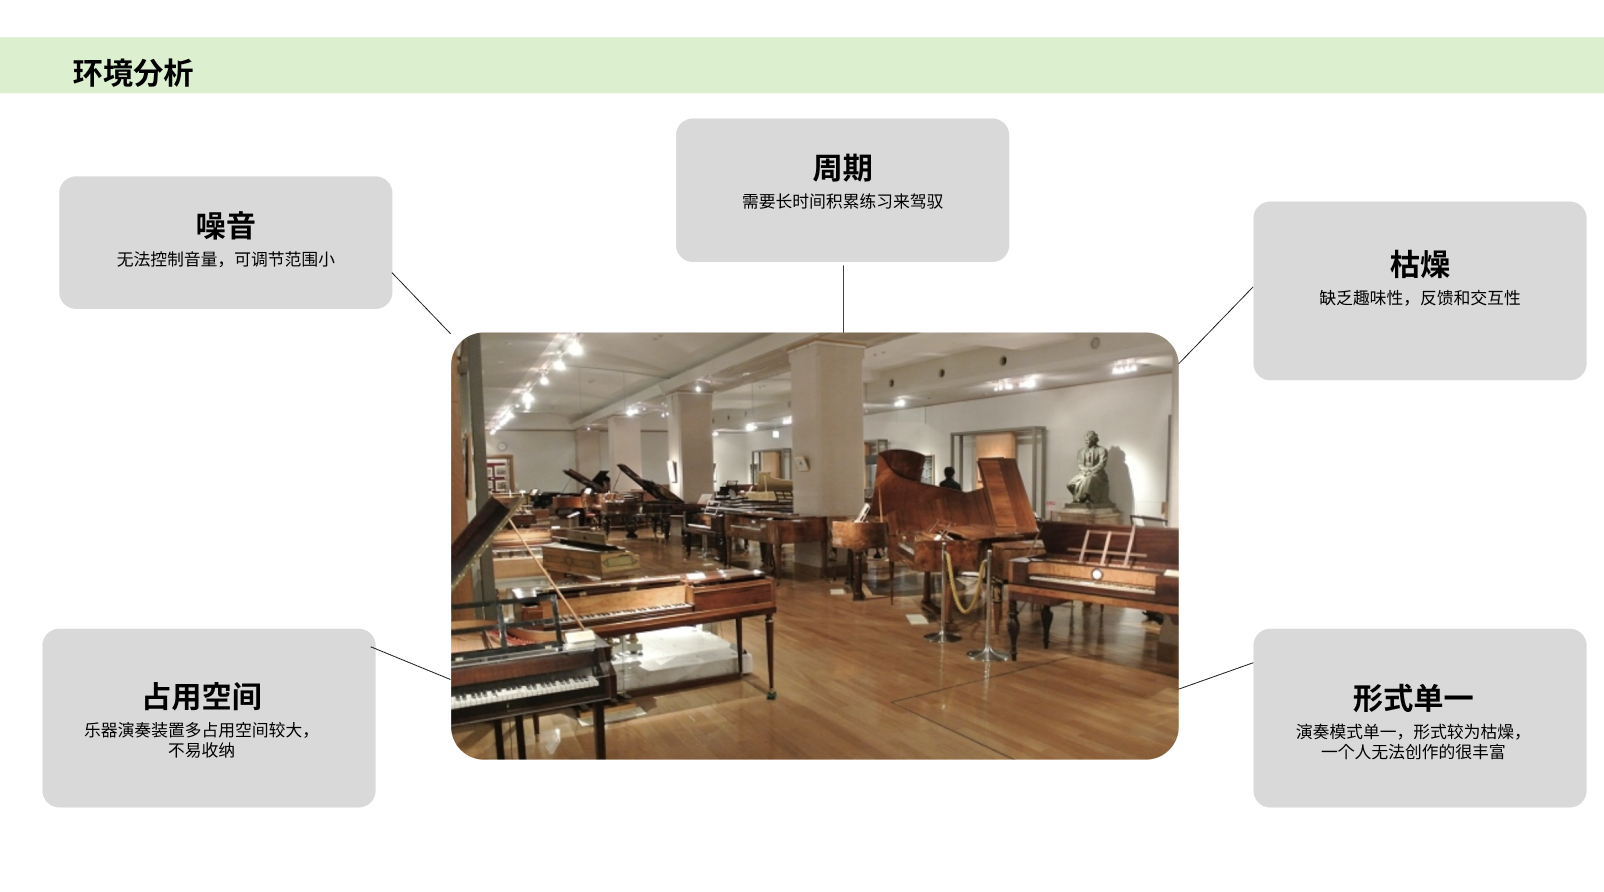 环境分析
周期
需要长时间积累练习来驾驭
噪音
无法控制音量，可调节范围小
枯燥
缺乏趣味性，反馈和交互性
占用空间
乐器演奏装置多占用空间较大，
不易收纳
形式单一
演奏模式单一，形式较为枯燥，
一个人无法创作的很丰富